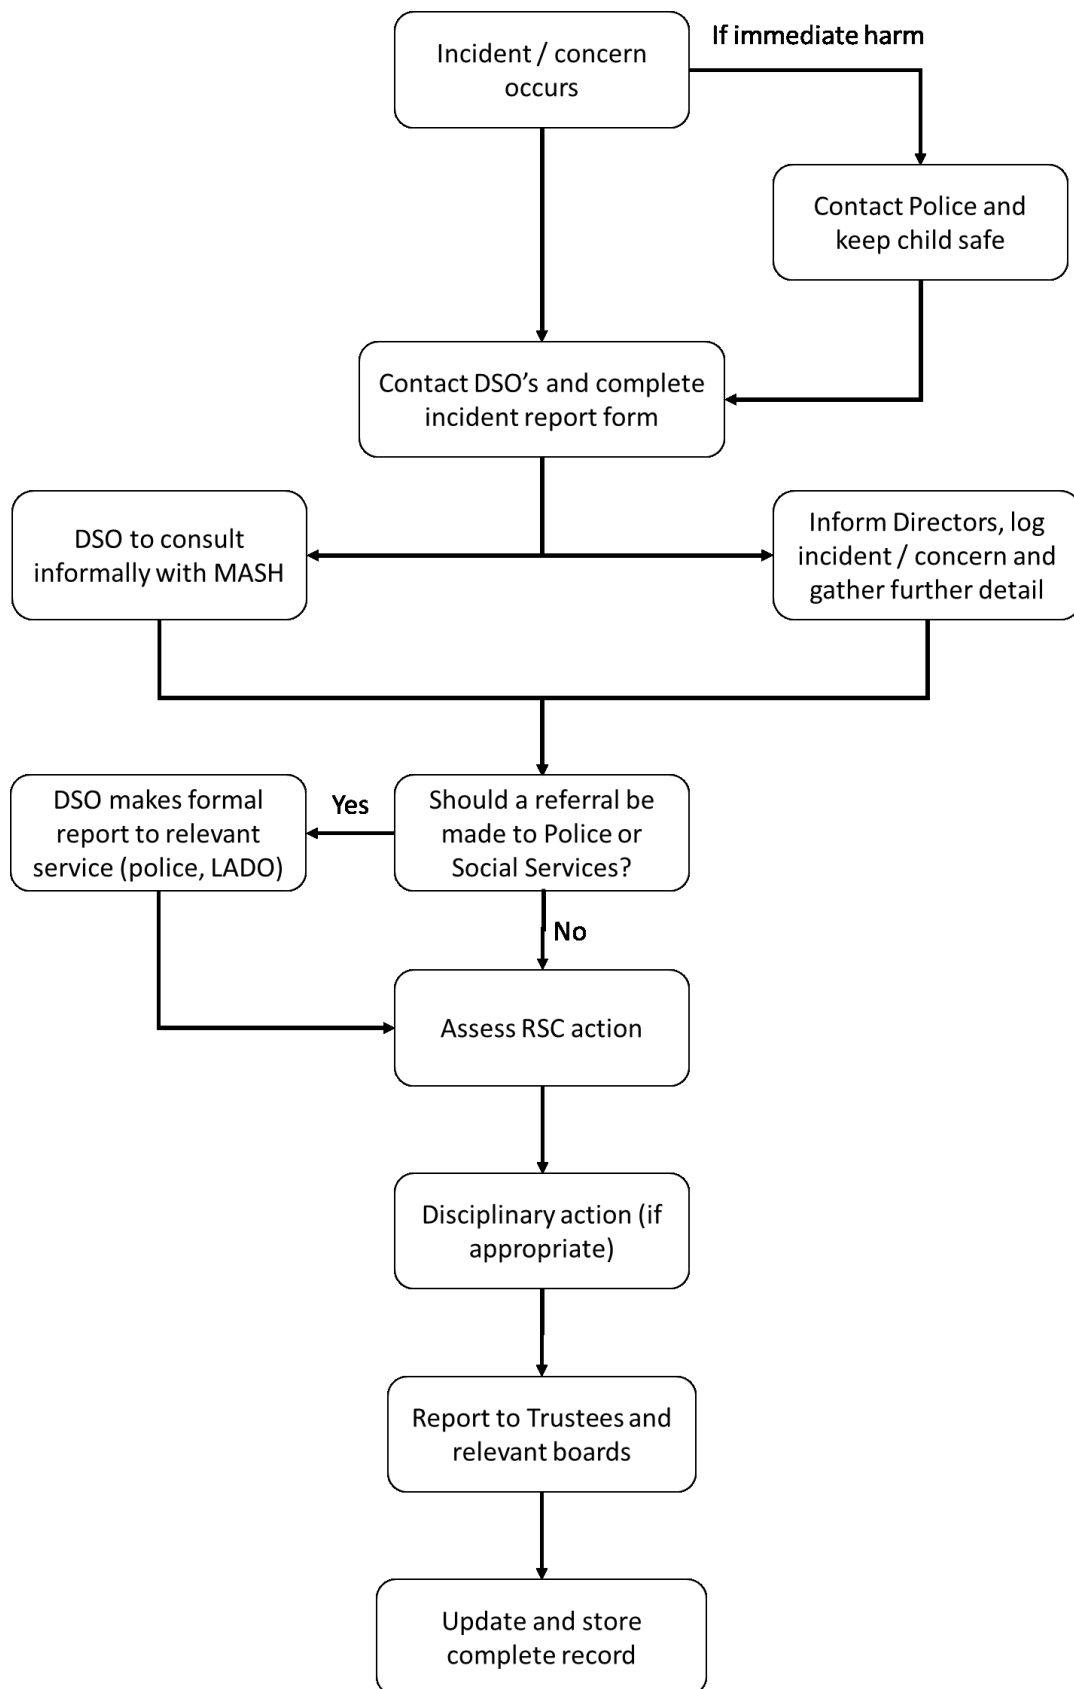 If immediate harm
Incident / concern
occurs
Contact Police and
keep child safe
Contact DSO’s and complete
incident report form
DSO to consult
informally with MASH
Inform Directors, log
incident / concern and
gather further detail
DSO makes formal
report to relevant
service (police, LADO)
Yes
Should a referral be
made to Police or
Social Services?
No
Assess RSC action
Disciplinary action (if
appropriate)
Report to Trustees and
relevant boards
Update and store
complete record